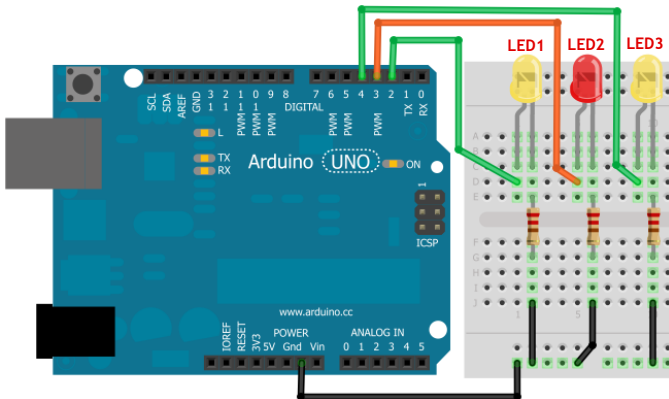 LED1 LED2 LED3
SCL
SDA
AREF
GND
13
12
PWM 11
PWM 10
PWM 9
8
7
PWM 6
PWM 5
4
PWM 3
2
TX 1
RX 0
DIGITAL
L
TX
RX
Arduino UNO
ON
1
ICSP
A
B
C
D
E
F
G
H
I
J
1 5
www.arduino.cc
POWER ANALOG IN
IOREF
RESET
3V3
5V Gnd Vin 0 1 2 3 4 5